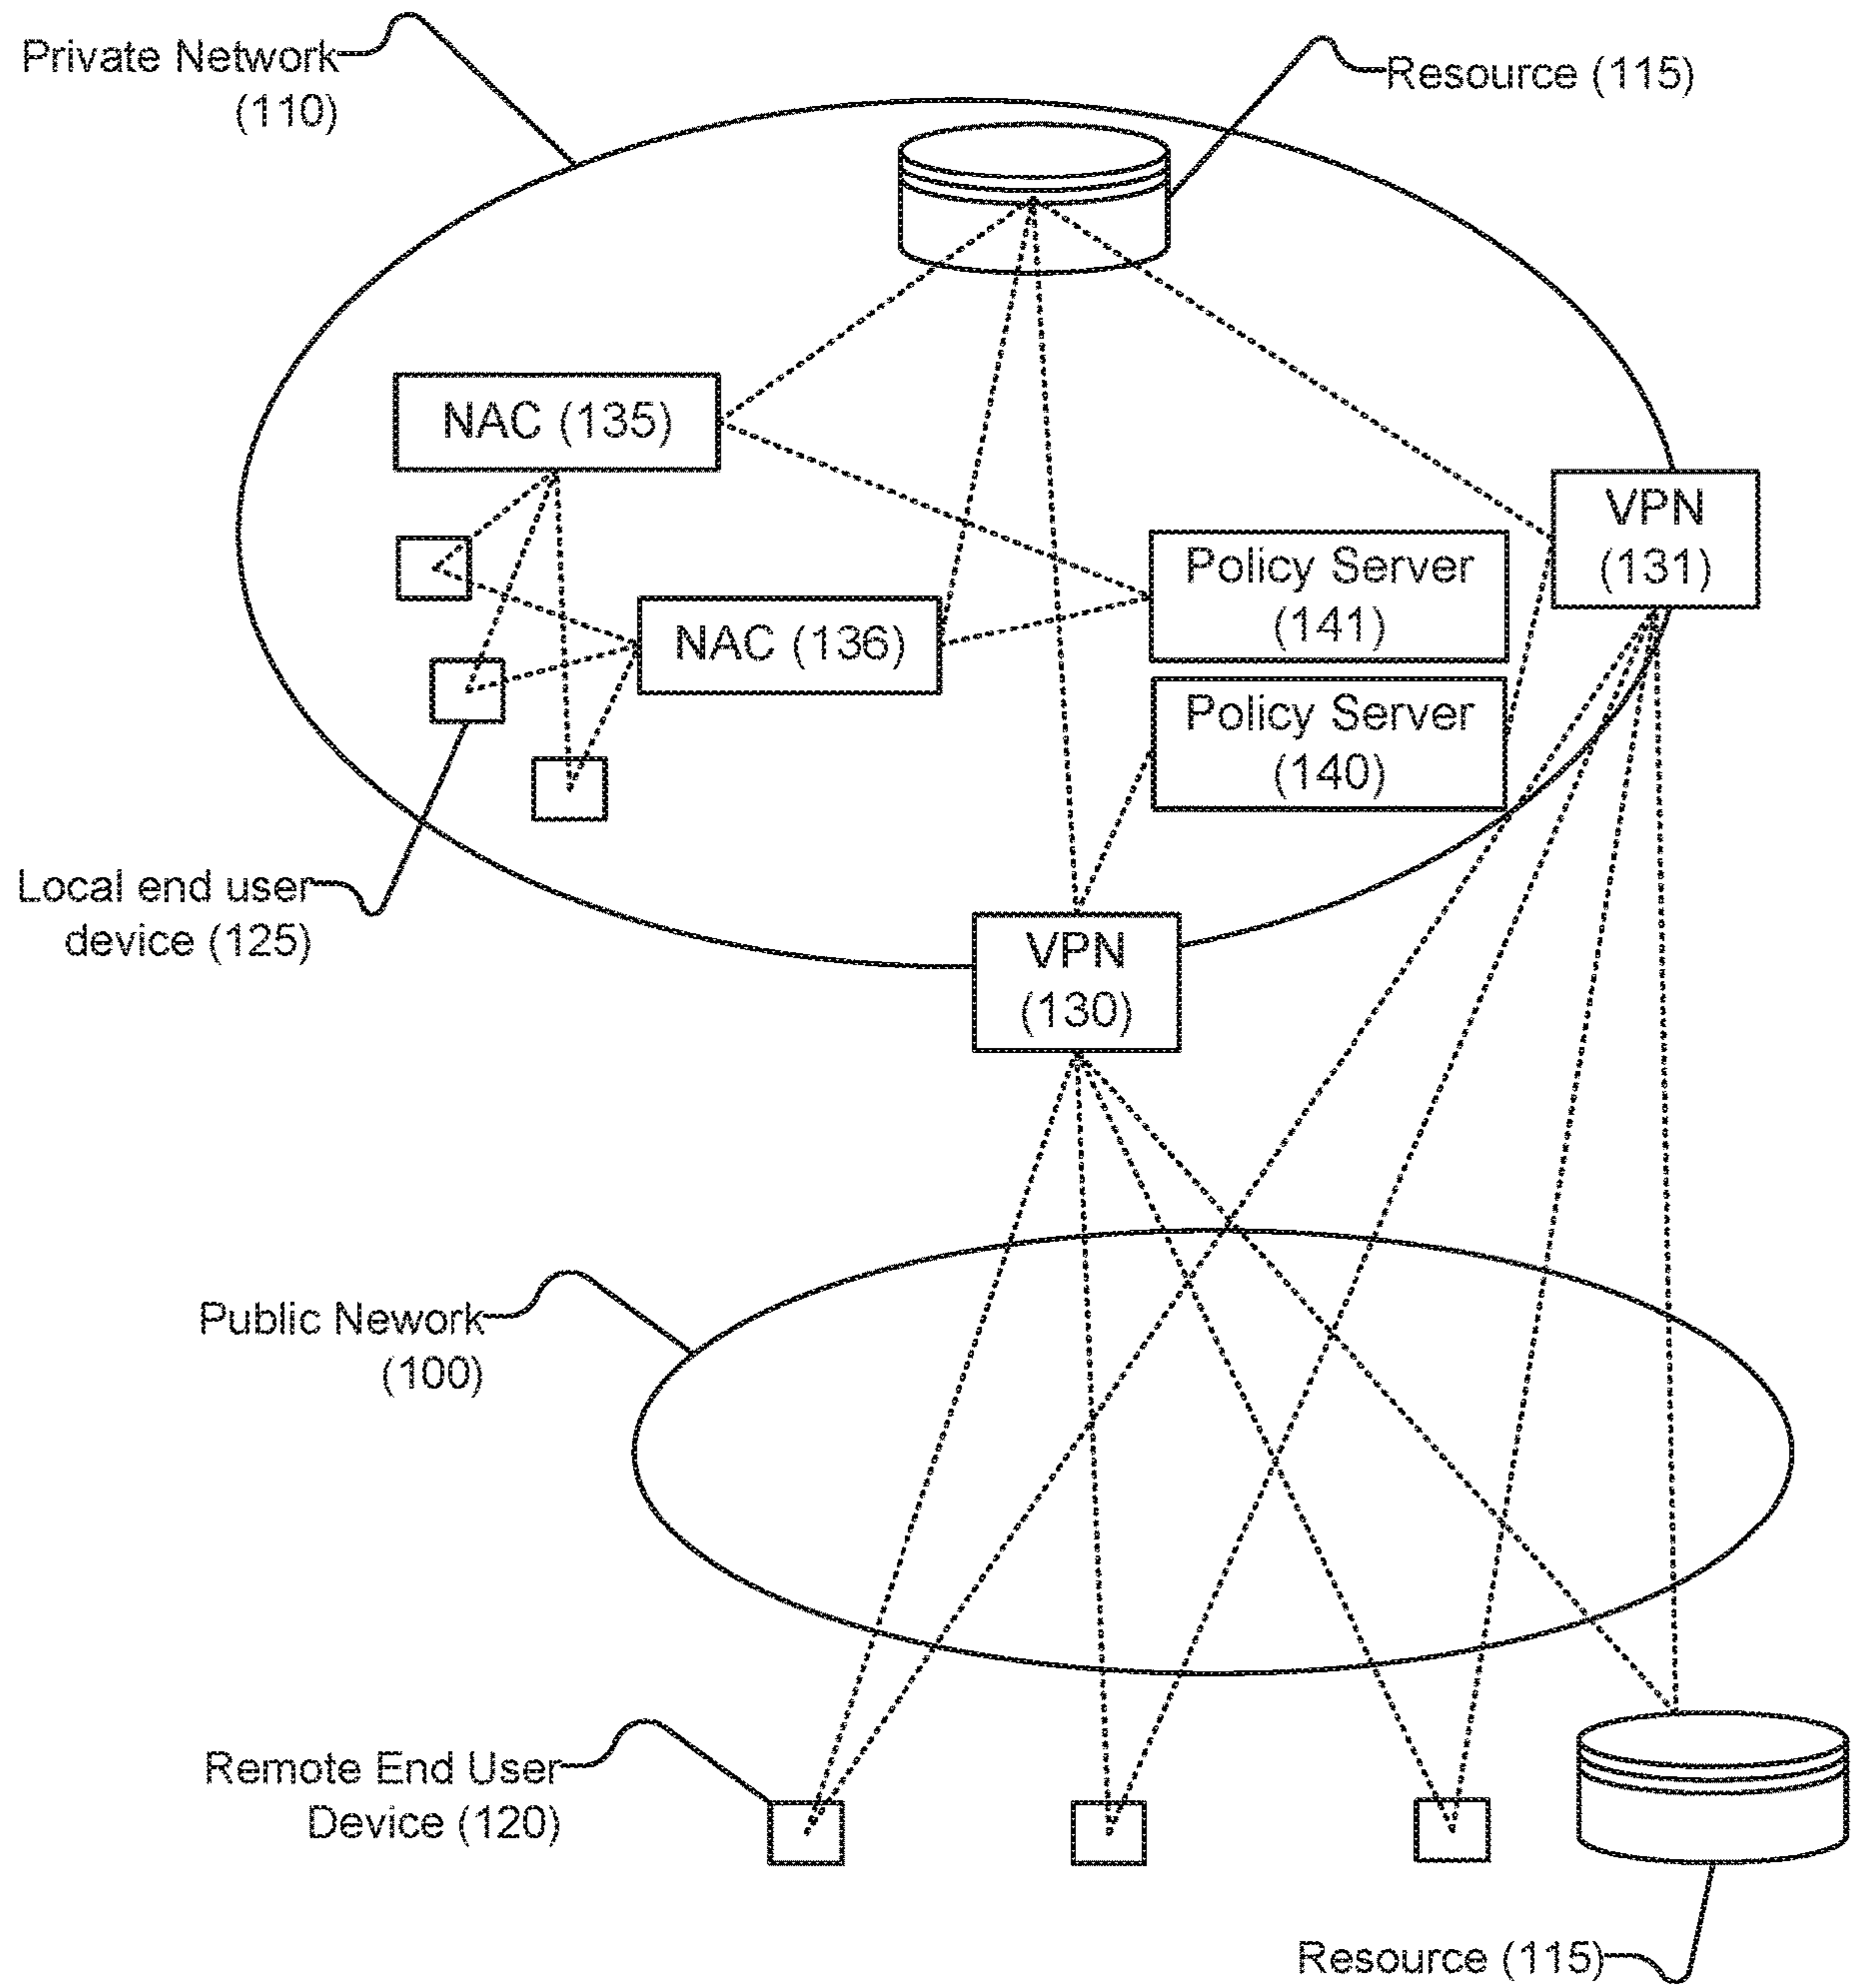 Private Network
(110)
Resource (115)
NAC (135)
VPN
(131)
Policy Server
(141)
NAC (136)
Policy Server
(140)
Local end user
device (125)
VPN
(130)
Public Nework
(100)
Remote End User
Device (120)
Resource (115)